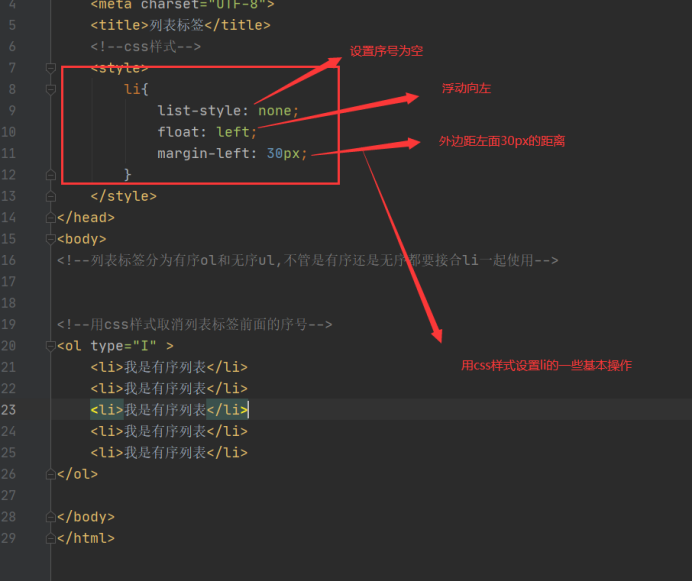 4 <meta charset="UTF-8">
5 <title>列表标签</title>
6 <!--css样式-->
设置序号为空
7 <style>
8 li{
浮动向左
9 list-style: none;
10 float: left;
外边距左面30px的距离
11 margin-left: 30px;
12 }
13 </style>
14 </head>
15 <body>
16 <!--列表标签分为有序ol和无序ul,不管是有序还是无序都要接合li一起使用-->
17
18
19 <!--用css样式取消列表标签前面的序号-->
20 <ol type="I" >
21 <li>我是有序列表</li>
用css样式设置li的一些基本操作
22 <li>我是有序列表</li>
23 <li>我是有序列表</li>
24 <li>我是有序列表</li>
25 <li>我是有序列表</li>
26 </ol>
27
28 </body>
29 </html>